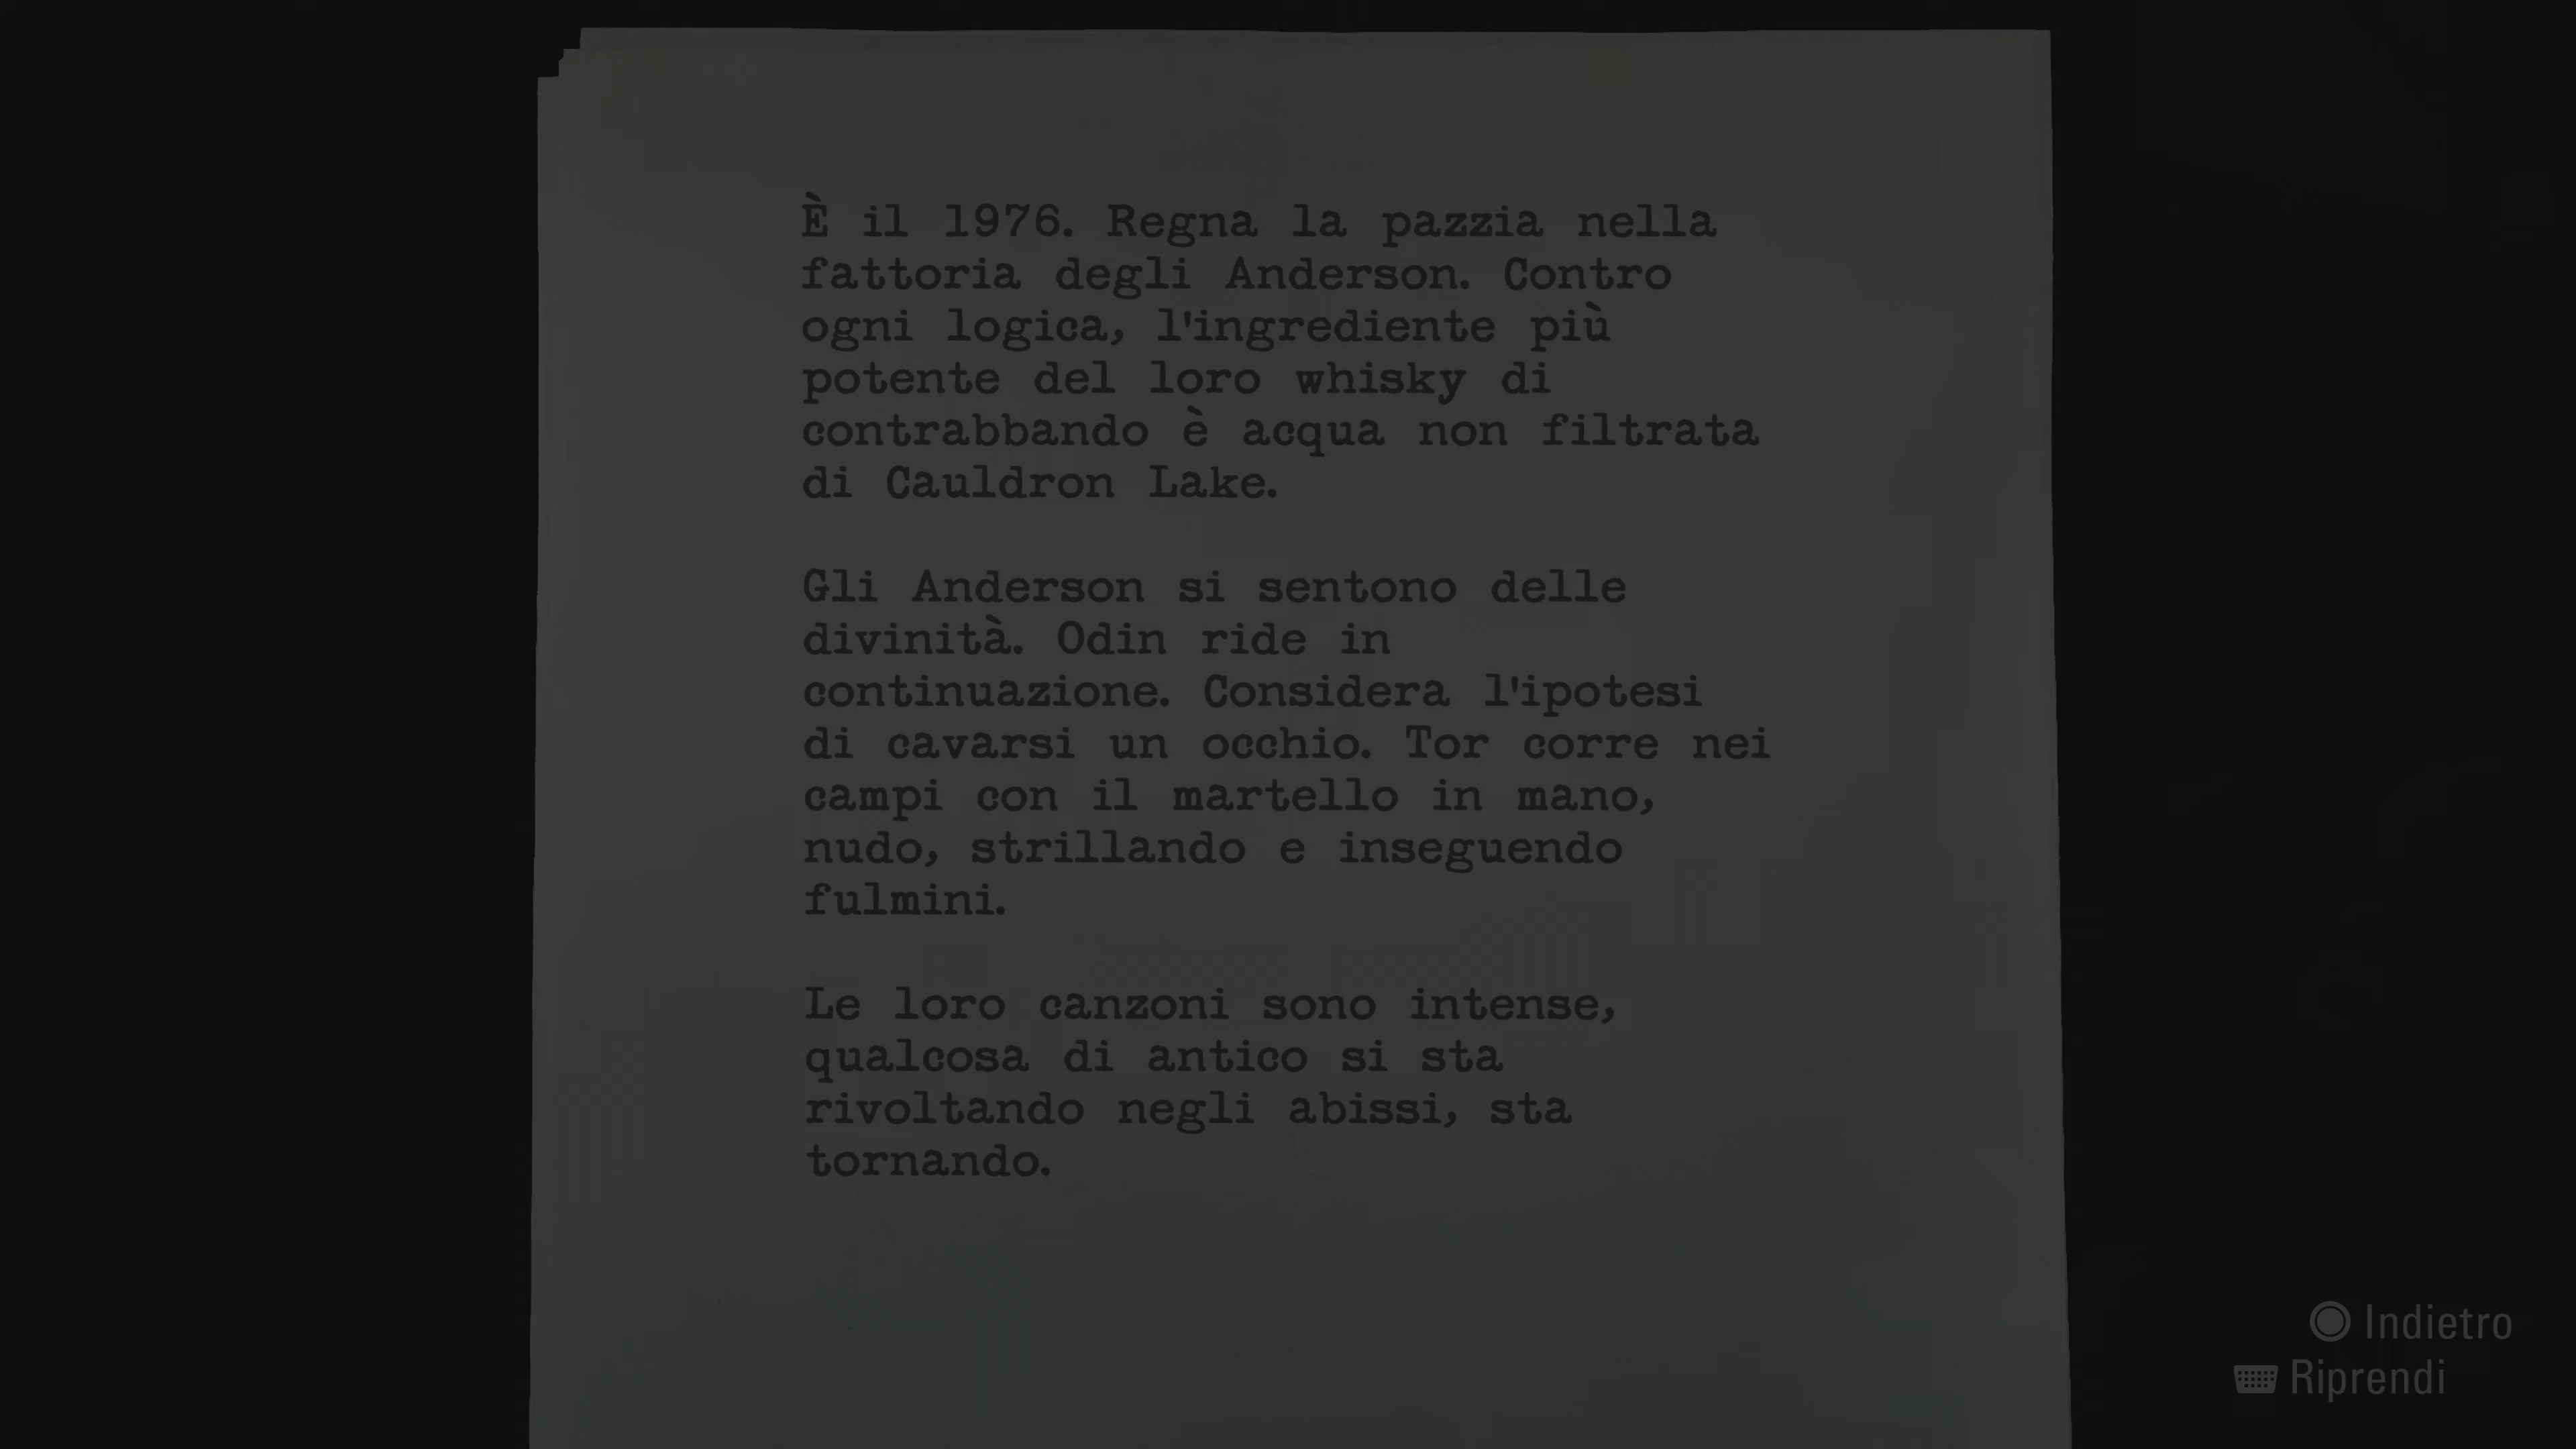 È il 1976. Regna la pazzia nella
fattoria degli Anderson. Contro
ogni logica, l'ingrediente più
potente del loro whisky di
contrabbando è acqua non filtrata
di Cauldron Lake.
Gli Anderson si sentono delle
divinità. Odin ride in
continuazione. Considera l'ipotesi
di cavarsi un occhio. Tor corre nei
campi con il martello in mano,
nudo, strillando e inseguendo
fulmini.
Le loro canzoni sono intense,
qualcosa di antico si sta
rivoltando negli abissi, sta
tornando.
Indietro
Riprendi